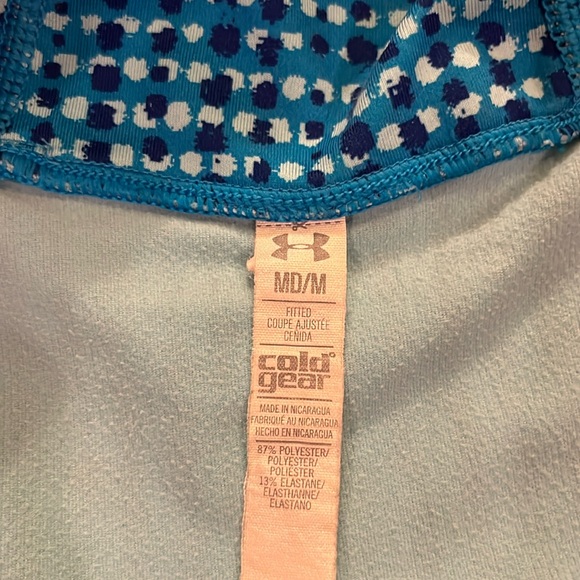 MD/M
FITTED
COUPE AJUSTÉE
CEÑIDA
cold
gear
MADE IN NICARAGUA
FABRIQUÉ AU NICARAGUA
HECHO EN NICARAGUA
87% POLYESTER/
POLYESTER/
POLIESTER
13% ELASTANE/
ELASTHANNE/
ELASTANO